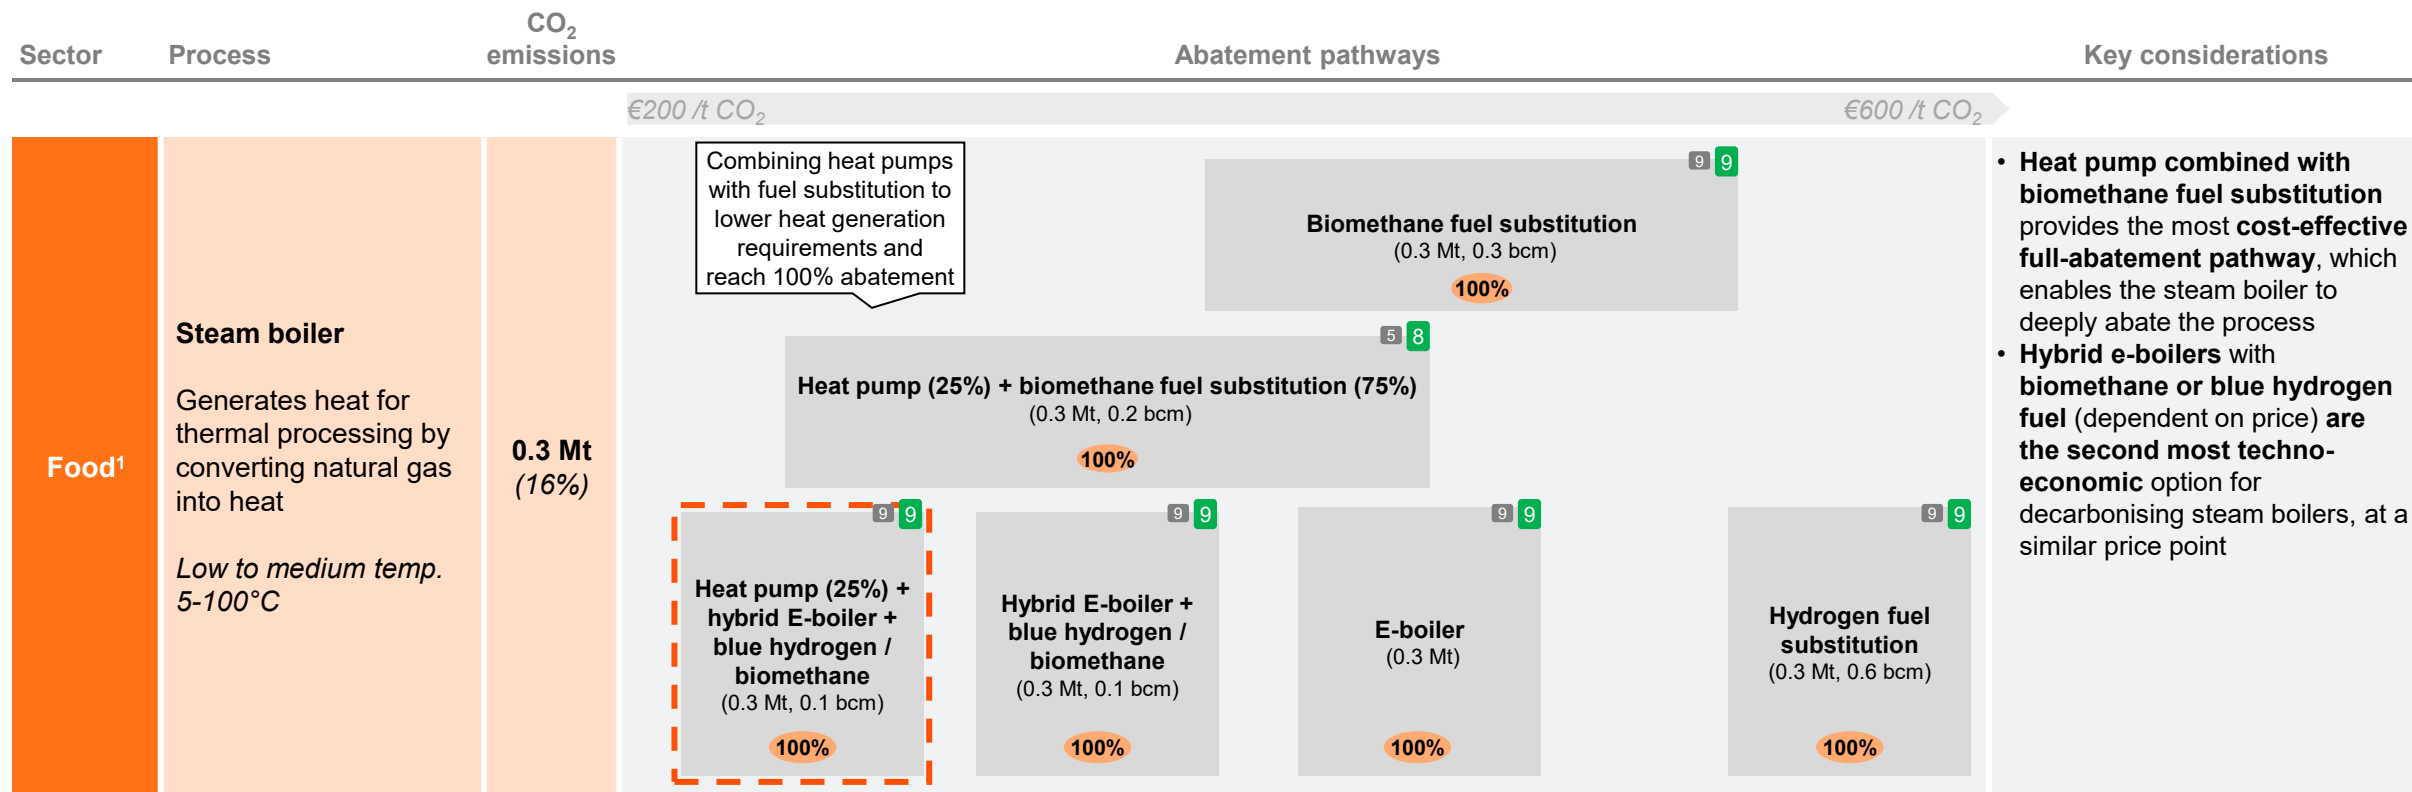 Sector
Process
CO2
emissions
Abatement pathways
Key considerations
€200 /t CO2
€600 /t CO2
Food1
Steam boiler
Generates heat for
thermal processing by
converting natural gas
into heat
Low to medium temp.
5-100°C
0.3 Mt
(16%)
Combining heat pumps
with fuel substitution to
lower heat generation
requirements and
reach 100% abatement
9 9
Biomethane fuel substitution
(0.3 Mt, 0.3 bcm)
100%
5 8
Heat pump (25%) + biomethane fuel substitution (75%)
(0.3 Mt, 0.2 bcm)
100%
9 9
Heat pump (25%) +
hybrid E-boiler +
blue hydrogen /
biomethane
(0.3 Mt, 0.1 bcm)
100%
9 9
Hybrid E-boiler +
blue hydrogen /
biomethane
(0.3 Mt, 0.1 bcm)
100%
9 9
E-boiler
(0.3 Mt)
100%
9 9
Hydrogen fuel
substitution
(0.3 Mt, 0.6 bcm)
100%
• Heat pump combined with
biomethane fuel substitution
provides the most cost-effective
full-abatement pathway, which
enables the steam boiler to
deeply abate the process
• Hybrid e-boilers with
biomethane or blue hydrogen
fuel (dependent on price) are
the second most techno-
economic option for
decarbonising steam boilers, at a
similar price point